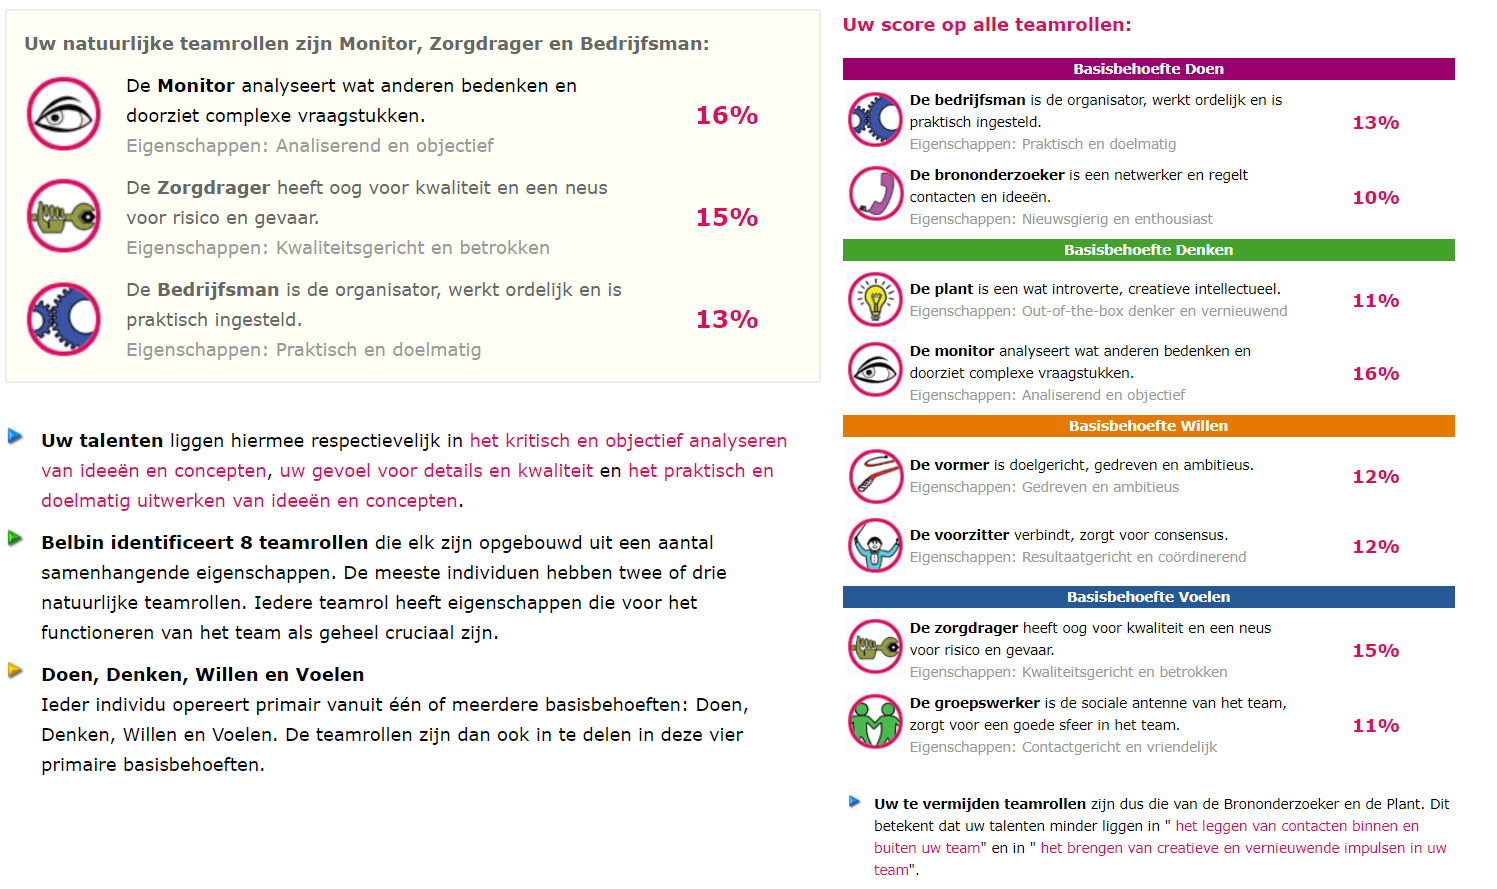 Uw natuurlijke teamrollen zijn Monitor, Zorgdrager en Bedrijfsman:
De Monitor analyseert wat anderen bedenken en
doorziet complexe vraagstukken.
16%
Eigenschappen: Analiserend en objectief
De Zorgdrager heeft oog voor kwaliteit en een neus
voor risico en gevaar.
15%
Eigenschappen: Kwaliteitsgericht en betrokken
De Bedrijfsman is de organisator, werkt ordelijk en is
praktisch ingesteld.
13%
Eigenschappen: Praktisch en doelmatig
Uw talenten liggen hiermee respectievelijk in het kritisch en objectief analyseren
van ideeën en concepten, uw gevoel voor details en kwaliteit en het praktisch en
doelmatig uitwerken van ideeën en concepten.
Belbin identificeert 8 teamrollen die elk zijn opgebouwd uit een aantal
samenhangende eigenschappen. De meeste individuen hebben twee of drie
natuurlijke teamrollen. Iedere teamrol heeft eigenschappen die voor het
functioneren van het team als geheel cruciaal zijn.
Doen, Denken, Willen en Voelen
Ieder individu opereert primair vanuit één of meerdere basisbehoeften: Doen,
Denken, Willen en Voelen. De teamrollen zijn dan ook in te delen in deze vier
primaire basisbehoeften.
Uw score op alle teamrollen:
Basisbehoefte Doen
De bedrijfsman is de organisator, werkt ordelijk en is
praktisch ingesteld.
13%
Eigenschappen: Praktisch en doelmatig
De brononderzoeker is een netwerker en regelt
contacten en ideeën.
10%
Eigenschappen: Nieuwsgierig en enthousiast
Basisbehoefte Denken
De plant is een wat introverte, creatieve intellectueel.
11%
Eigenschappen: Out-of-the-box denker en vernieuwend
De monitor analyseert wat anderen bedenken en
doorziet complexe vraagstukken.
16%
Eigenschappen: Analiserend en objectief
Basisbehoefte Willen
De vormer is doelgericht, gedreven en ambitieus.
12%
Eigenschappen: Gedreven en ambitieus
De voorzitter verbindt, zorgt voor consensus.
12%
Eigenschappen: Resultaatgericht en coördinerend
Basisbehoefte Voelen
De zorgdrager heeft oog voor kwaliteit en een neus
voor risico en gevaar.
15%
Eigenschappen: Kwaliteitsgericht en betrokken
De groepswerker is de sociale antenne van het team,
zorgt voor een goede sfeer in het team.
11%
Eigenschappen: Contactgericht en vriendelijk
Uw te vermijden teamrollen zijn dus die van de Brononderzoeker en de Plant. Dit
betekent dat uw talenten minder liggen in " het leggen van contacten binnen en
buiten uw team" en in " het brengen van creatieve en vernieuwende impulsen in uw
team".